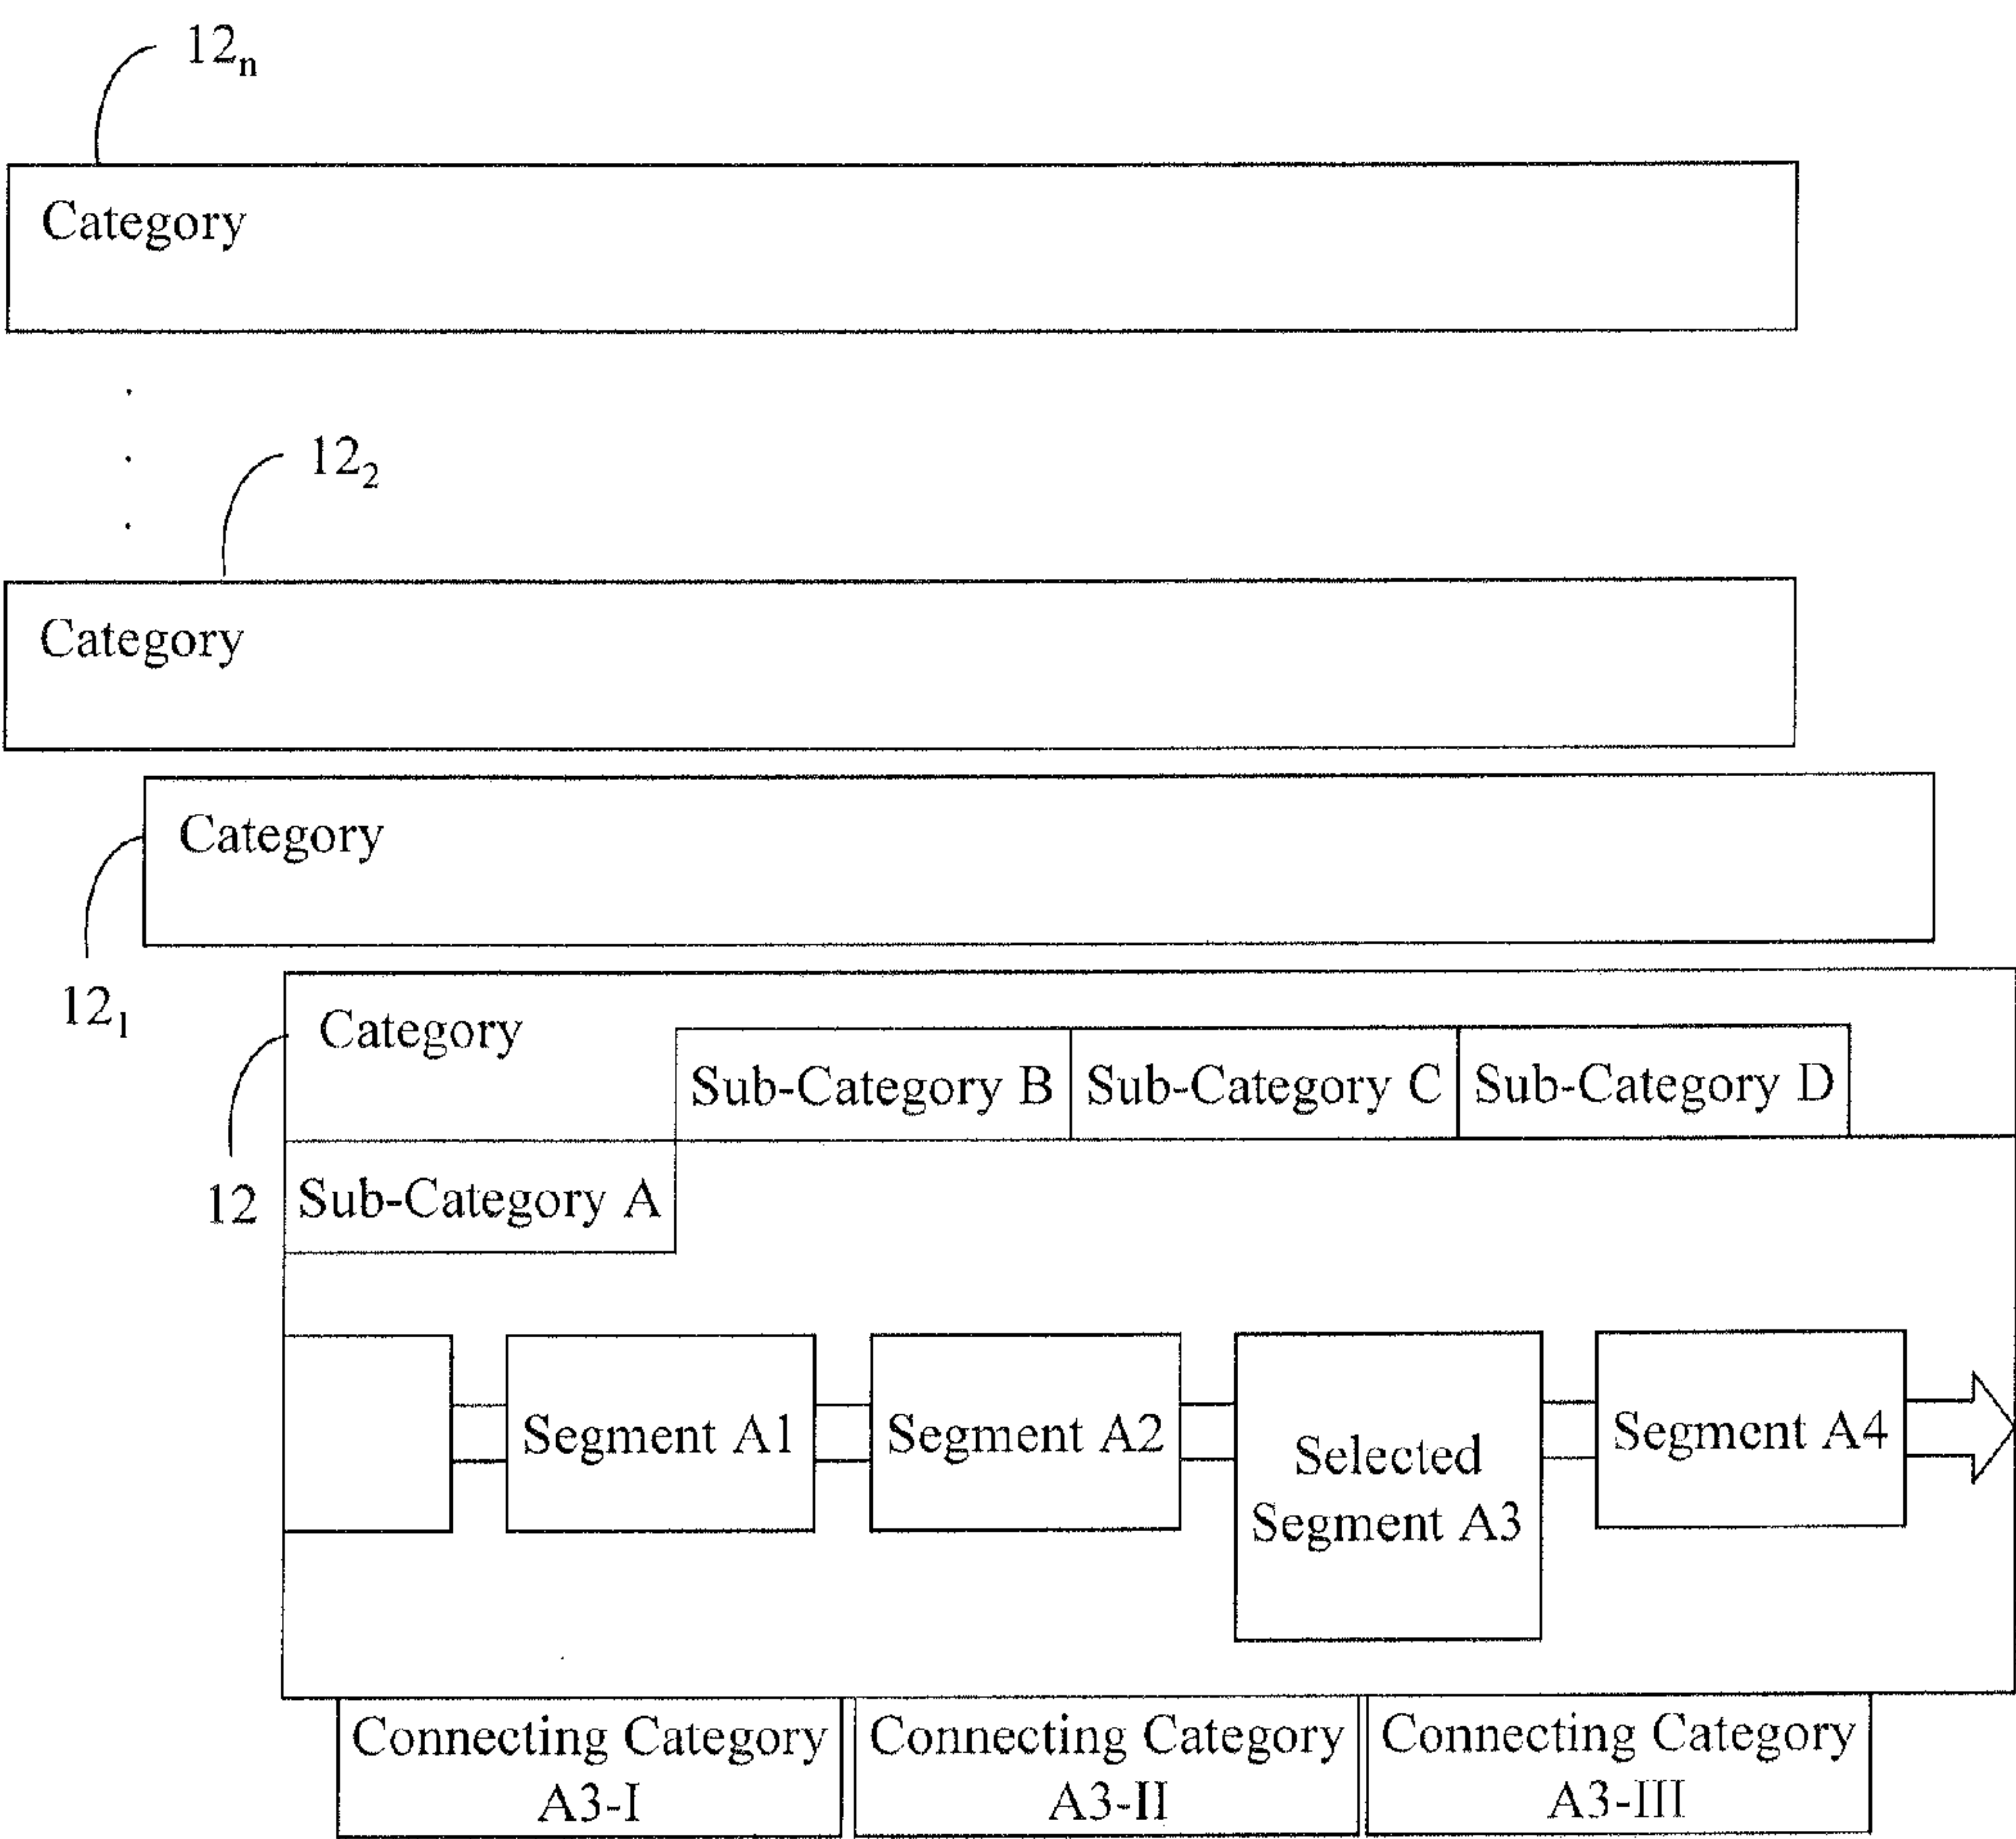 12n
Category
122
Category
Category
121
Category
Sub-Category B
Sub-Category C
Sub-Category D
12
Sub-Category A
Segment A1
Segment A2
Selected
Segment A3
Segment A4
Connecting Category
A3-I
Connecting Category
A3-II
Connecting Category
A3-III